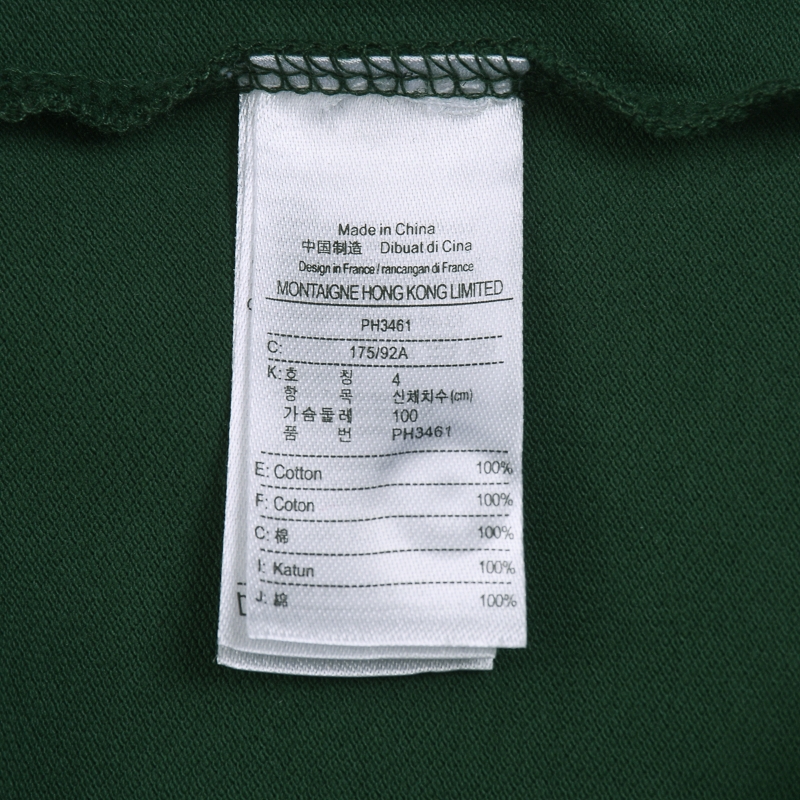 Made in China
中国制造 Dibuat di Cina
Design in France / rancangan di France
MONTAIGNE HONG KONG LIMITED
PH3461
C: 175/92A
K: 호 칭 4
항 목 신체치수(cm)
가슴둘레 100
품 번 PH3461
E: Cotton 100%
F: Coton 100%
C: 棉 100%
I: Katun 100%
J: 綿 100%